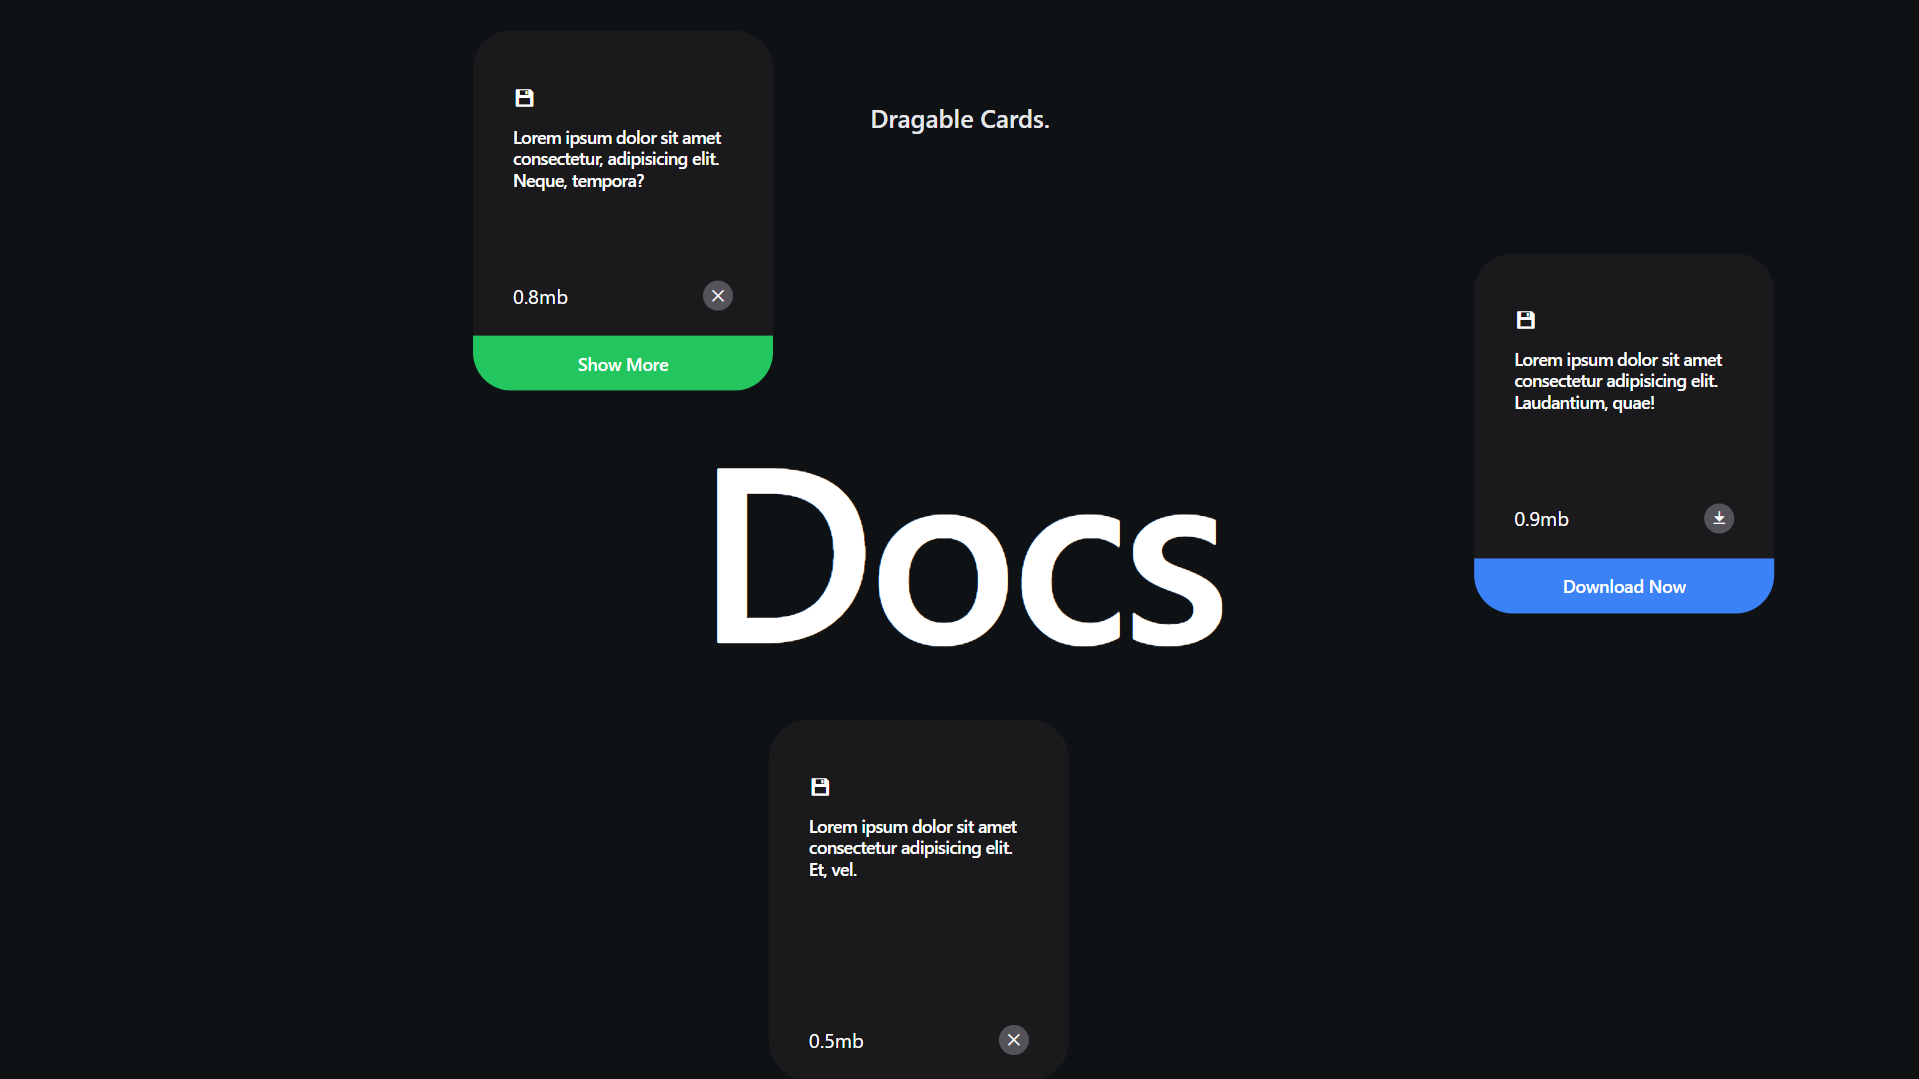 Dragable Cards.
Lorem ipsum dolor sit amet
consectetur, adipisicing elit.
Neque, tempora?
0.8mb
Show More
Lorem ipsum dolor sit amet
consectetur adipisicing elit.
Laudantium, quae!
0.9mb
Download Now
Docs
Lorem ipsum dolor sit amet
consectetur adipisicing elit.
Et, vel.
0.5mb